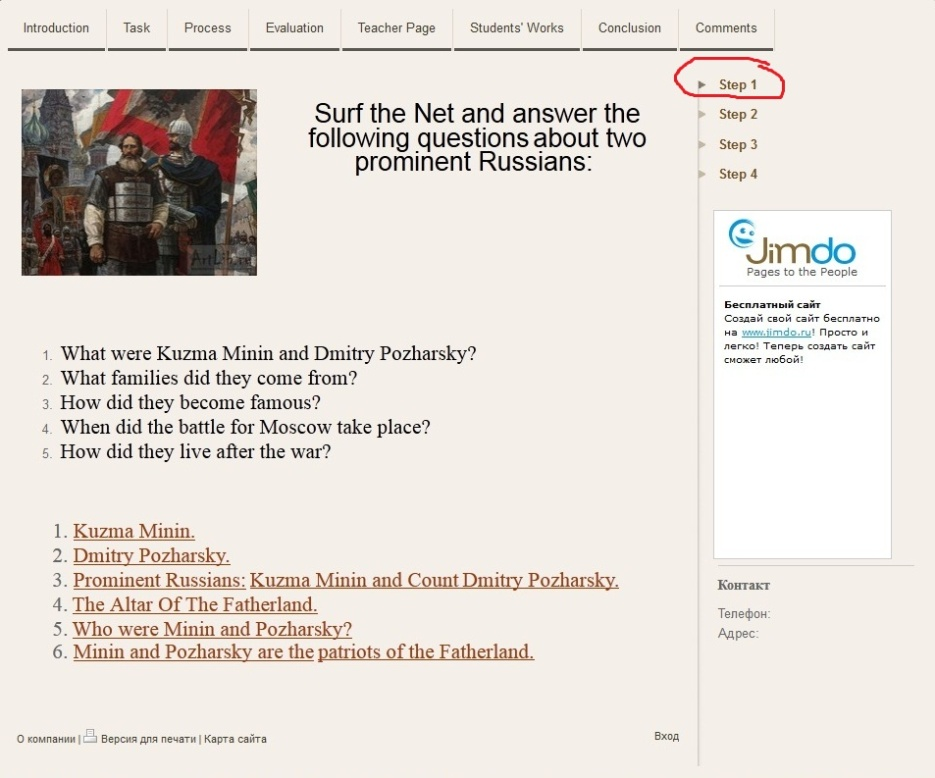 Introduction
Task
Process
Evaluation
Teacher Page
Students' Works
Conclusion
Comments
Step 1
Step 2
Step 3
Step 4
Surf the Net and answer the
following questions about two
prominent Russians:
Jimdo
Pages to the People
Бесплатный сайт
Создай свой сайт бесплатно
на www.jimdo.ru! Просто и
легко! Теперь создать сайт
сможет любой!
1. What were Kuzma Minin and Dmitry Pozharsky?
2. What families did they come from?
3. How did they become famous?
4. When did the battle for Moscow take place?
5. How did they live after the war?
1. Kuzma Minin.
2. Dmitry Pozharsky.
3. Prominent Russians: Kuzma Minin and Count Dmitry Pozharsky.
4. The Altar Of The Fatherland.
5. Who were Minin and Pozharsky?
6. Minin and Pozharsky are the patriots of the Fatherland.
Контакт
Телефон:
Адрес:
О компании | Версия для печати | Карта сайта
Вход